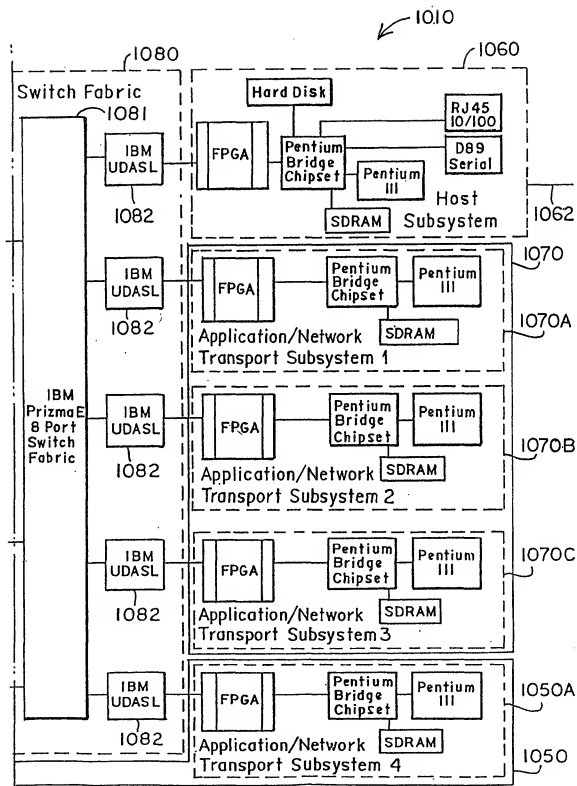 1010
1080
1060
Switch Fabric
1081
IBM
PrizmaE
8 Port
Switch
Fabric
IBM
UDASL
1082
FPGA
Hard Disk
Pentium
Bridge
Chipset
RJ45
10/100
D89
Serial
Pentium
III
SDRAM
Host
Subsystem
1062
IBM
UDASL
1082
FPGA
Pentium
Bridge
Chipset
Pentium
III
SDRAM
Application/Network
Transport Subsystem 1
1070
1070A
IBM
UDASL
1082
FPGA
Pentium
Bridge
Chipset
Pentium
III
SDRAM
Application/Network
Transport Subsystem 2
1070B
IBM
UDASL
1082
FPGA
Pentium
Bridge
Chipset
Pentium
III
SDRAM
Application/Network
Transport Subsystem 3
1070C
IBM
UDASL
1082
FPGA
Pentium
Bridge
Chipset
Pentium
III
SDRAM
Application/Network
Transport Subsystem 4
1050A
1050